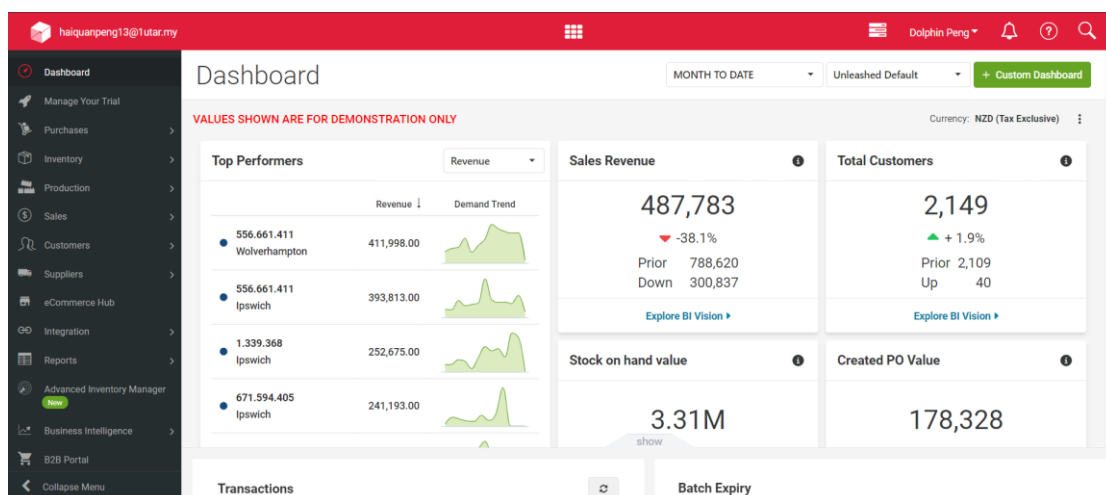 haiquanpeng13@1utar.my
Dolphin Peng
Dashboard
Manage Your Trial
Purchases
Inventory
Production
Sales
Customers
Suppliers
eCommerce Hub
Integration
Reports
Advanced Inventory Manager
New
Business Intelligence
B2B Portal
Collapse Menu
Dashboard
MONTH TO DATE
Unleashed Default
+ Custom Dashboard
VALUES SHOWN ARE FOR DEMONSTRATION ONLY
Currency: NZD (Tax Exclusive)
Top Performers
Revenue
Revenue Demand Trend
556.661.411
Wolverhampton
411,998.00
556.661.411
Ipswich
393,813.00
1.339.368
Ipswich
252,675.00
671.594.405
Ipswich
241,193.00
Sales Revenue
487,783
-38.1%
Prior 788,620
Down 300,837
Explore BI Vision
Total Customers
2,149
+ 1.9%
Prior 2,109
Up 40
Explore BI Vision
Stock on hand value
3.31M
Created PO Value
178,328
show
Transactions
Batch Expiry